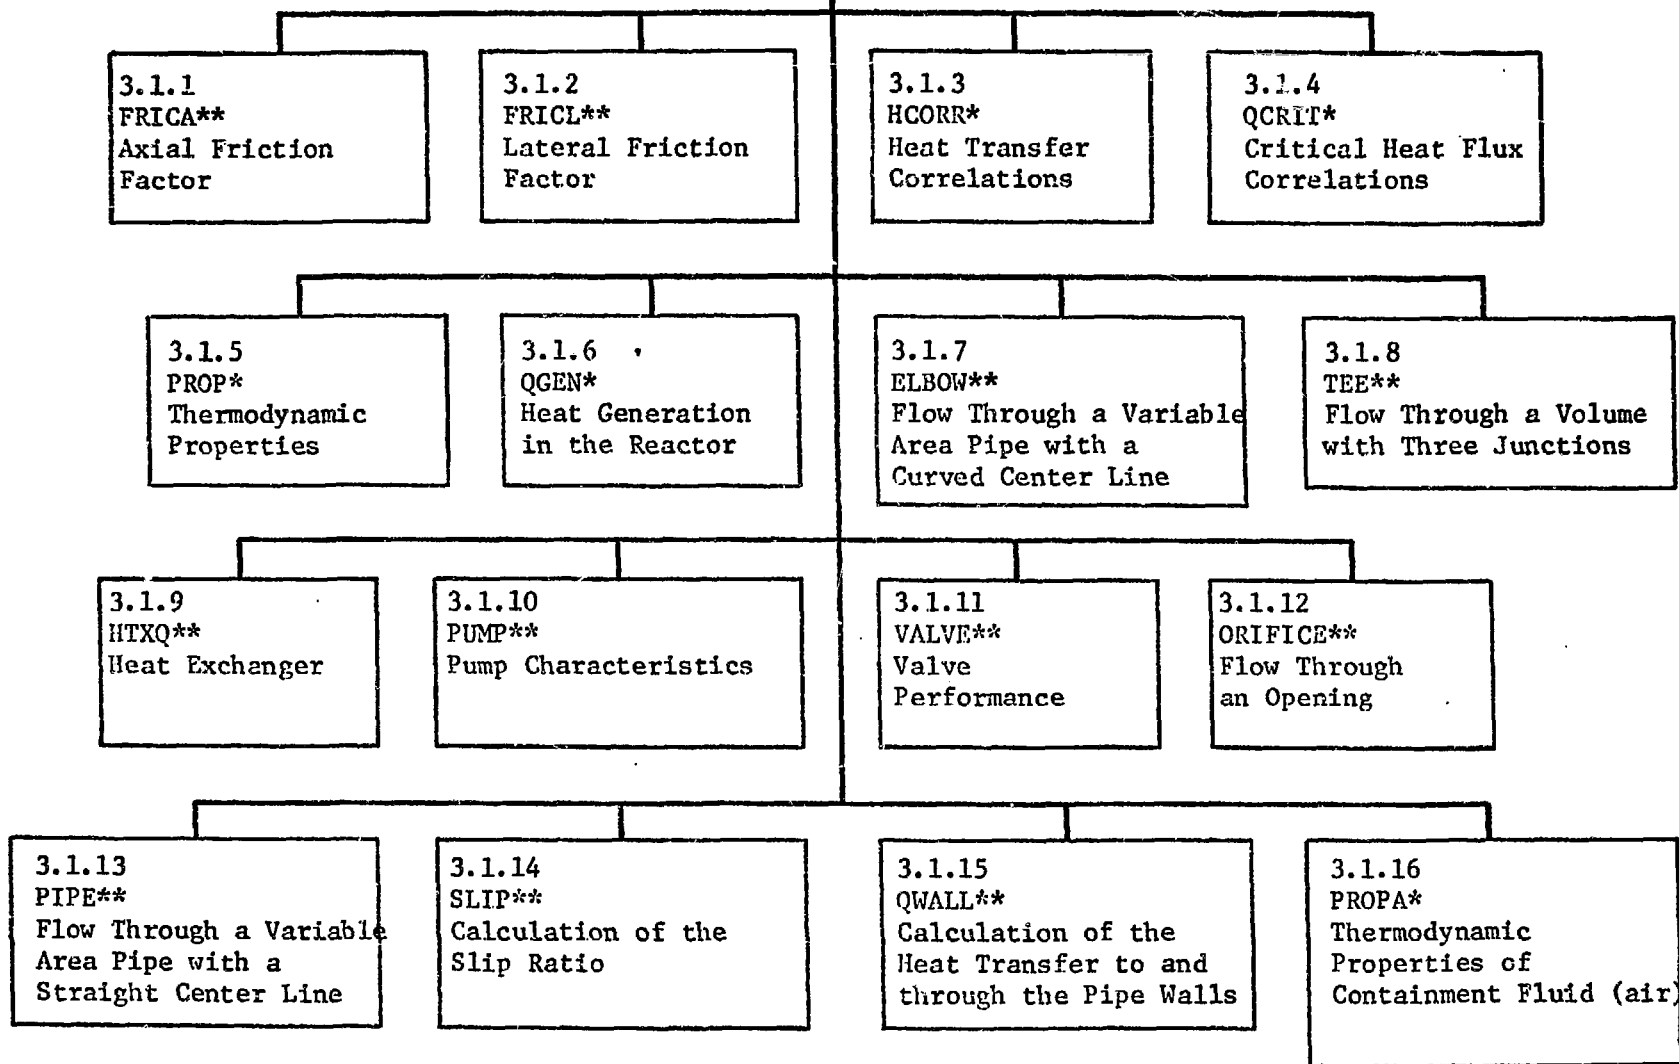 3.1.1
FRICA**
Axial Friction
Factor
3.1.2
FRICL**
Lateral Friction
Factor
3.1.3
HCORR*
Heat Transfer
Correlations
3.1.4
QCRIT*
Critical Heat Flux
Correlations
3.1.5
PROP*
Thermodynamic
Properties
3.1.6
QGEN*
Heat Generation
in the Reactor
3.1.7
ELBOW**
Flow Through a Variable
Area Pipe with a
Curved Center Line
3.1.8
TEE**
Flow Through a Volume
with Three Junctions
3.1.9
HTXQ**
Heat Exchanger
3.1.10
PUMP**
Pump Characteristics
3.1.11
VALVE**
Valve
Performance
3.1.12
ORIFICE**
Flow Through
an Opening
3.1.13
PIPE**
Flow Through a Variable
Area Pipe with a
Straight Center Line
3.1.14
SLIP**
Calculation of the
Slip Ratio
3.1.15
QWALL**
Calculation of the
Heat Transfer to and
through the Pipe Walls
3.1.16
PROPA*
Thermodynamic
Properties of
Containment Fluid (air)